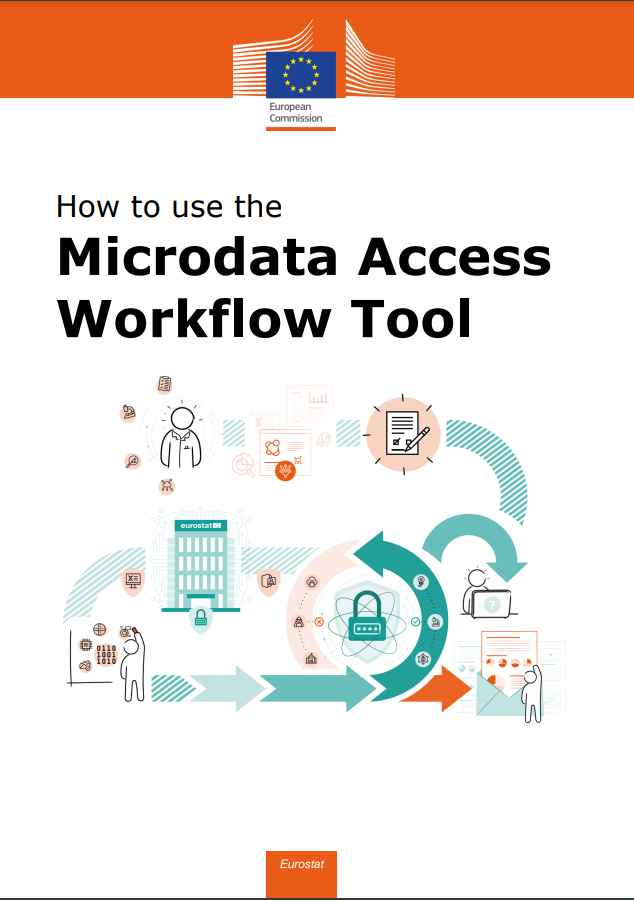 European
Commission
How to use the
Microdata Access
Workflow Tool
eurostat
0110
1001
1010
?
****
Eurostat